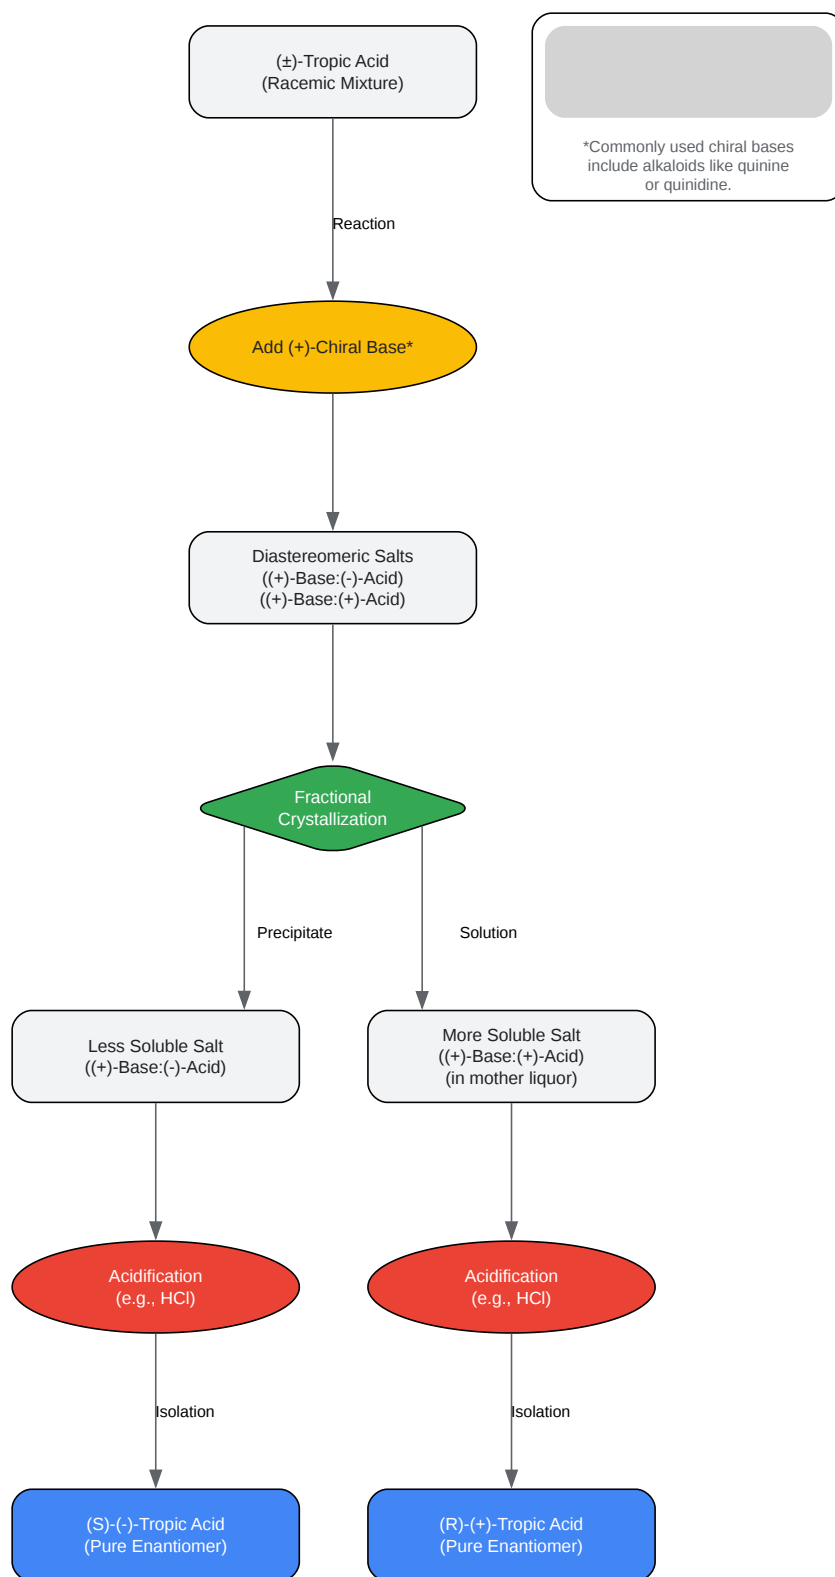 (±)-Tropic Acid
(Racemic Mixture)
*Commonly used chiral bases
include alkaloids like quinine
or quinidine.
Reaction
Add (+)-Chiral Base*
Diastereomeric Salts
((+)-Base:(-)-Acid)
((+)-Base:(+)-Acid)
Fractional
Crystallization
Precipitate
Solution
Less Soluble Salt
((+)-Base:(-)-Acid)
More Soluble Salt
((+)-Base:(+)-Acid)
(in mother liquor)
Acidification
(e.g., HCl)
Acidification
(e.g., HCl)
Isolation
Isolation
(S)-(-)-Tropic Acid
(Pure Enantiomer)
(R)-(+)-Tropic Acid
(Pure Enantiomer)